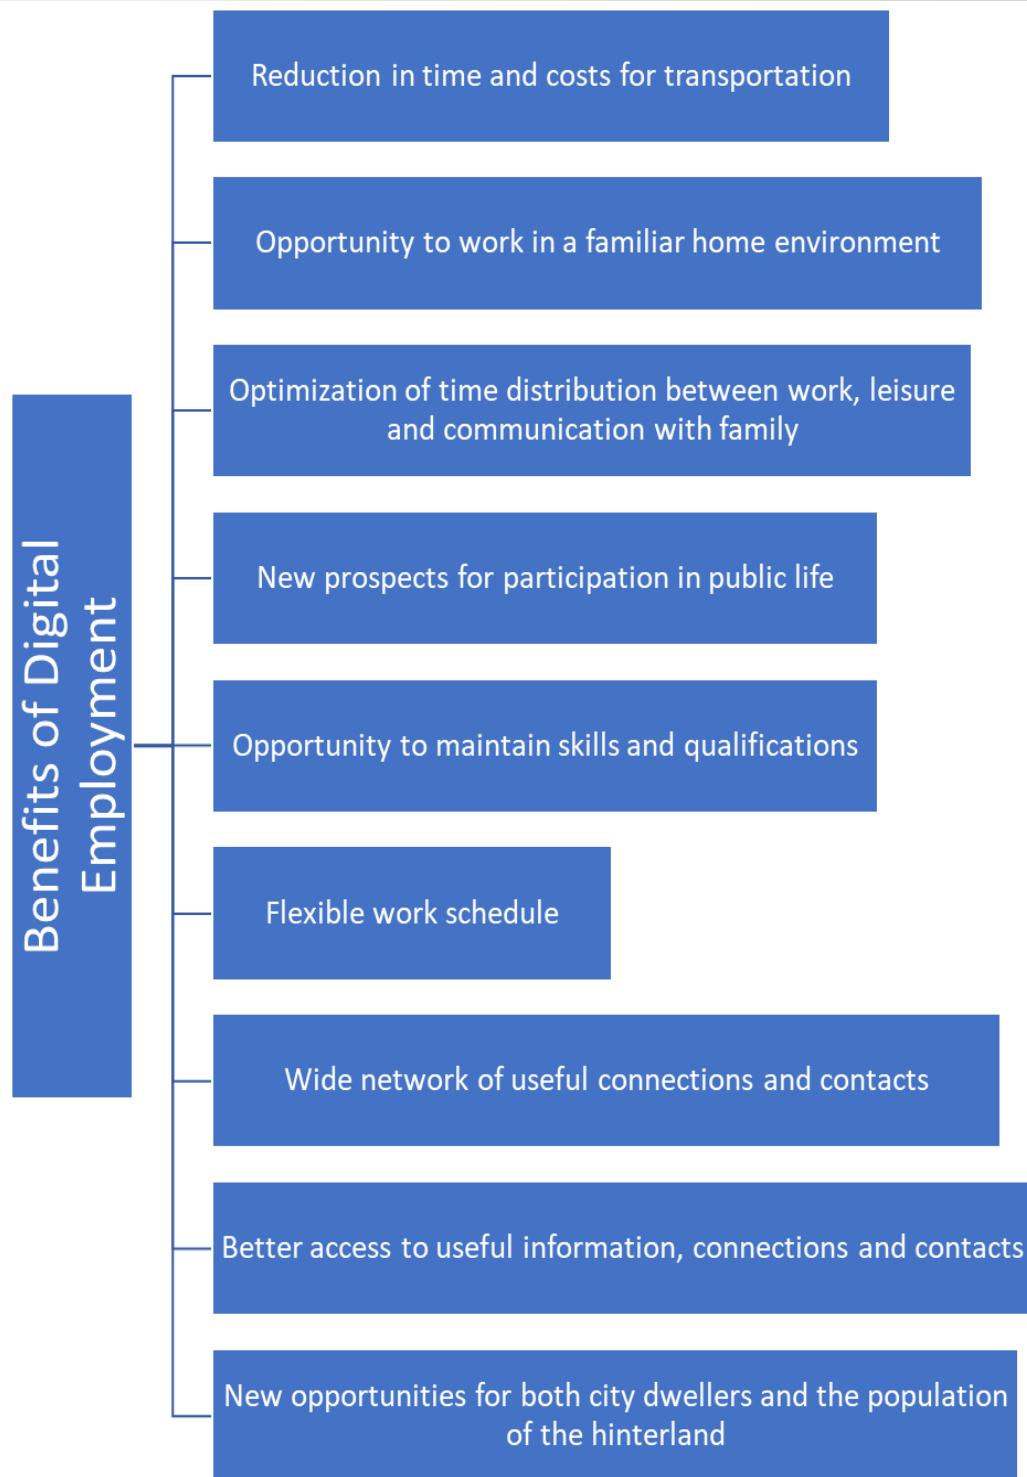 Benefits of Digital
Employment
Reduction in time and costs for transportation
Opportunity to work in a familiar home environment
Optimization of time distribution between work, leisure
and communication with family
New prospects for participation in public life
Opportunity to maintain skills and qualifications
Flexible work schedule
Wide network of useful connections and contacts
Better access to useful information, connections and contacts
New opportunities for both city dwellers and the population
of the hinterland